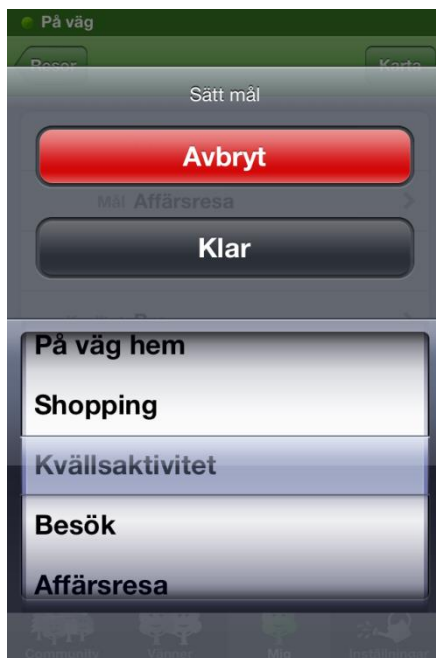 På väg
Resor
Karta
Sätt mål
Avbryt
Mål Affärsresa
Klar
På väg hem
Shopping
Kvällsaktivitet
Besök
Affärsresa
Community Vänner Mig Inställningar